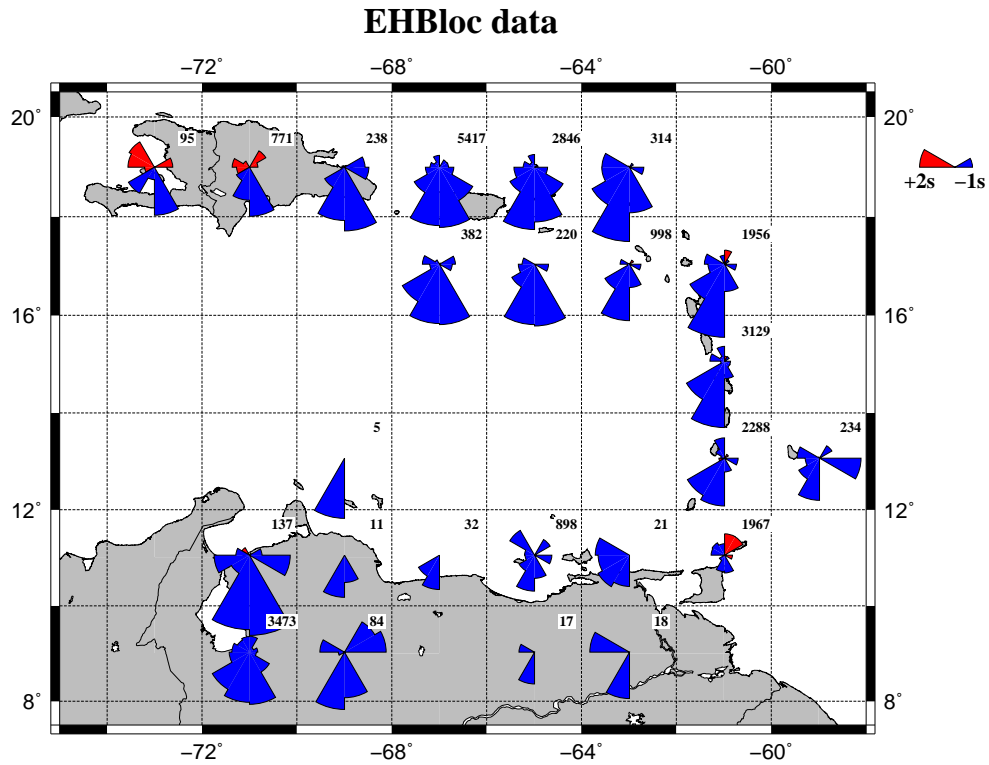 EHBloc data
−72˚ −68˚ −64˚ −60˚
20˚ 20˚
95 771 238 5417 2846 314
+2s −1s
382 220 998 1956
16˚ 16˚
3129
5 2288 234
12˚ 12˚
137 11 32 898 21 1967
3473 84 17 18
8˚ 8˚
−72˚ −68˚ −64˚ −60˚